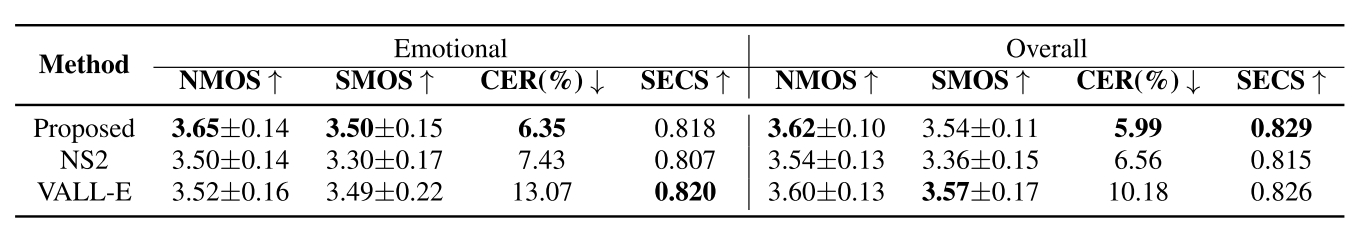 Method Emotional Overall
NMOS ↑ SMOS ↑ CER(%) ↓ SECS ↑ NMOS ↑ SMOS ↑ CER(%) ↓ SECS ↑
Proposed 3.65±0.14 3.50±0.15 6.35 0.818 3.62±0.10 3.54±0.11 5.99 0.829
NS2 3.50±0.14 3.30±0.17 7.43 0.807 3.54±0.13 3.36±0.15 6.56 0.815
VALL-E 3.52±0.16 3.49±0.22 13.07 0.820 3.60±0.13 3.57±0.17 10.18 0.826